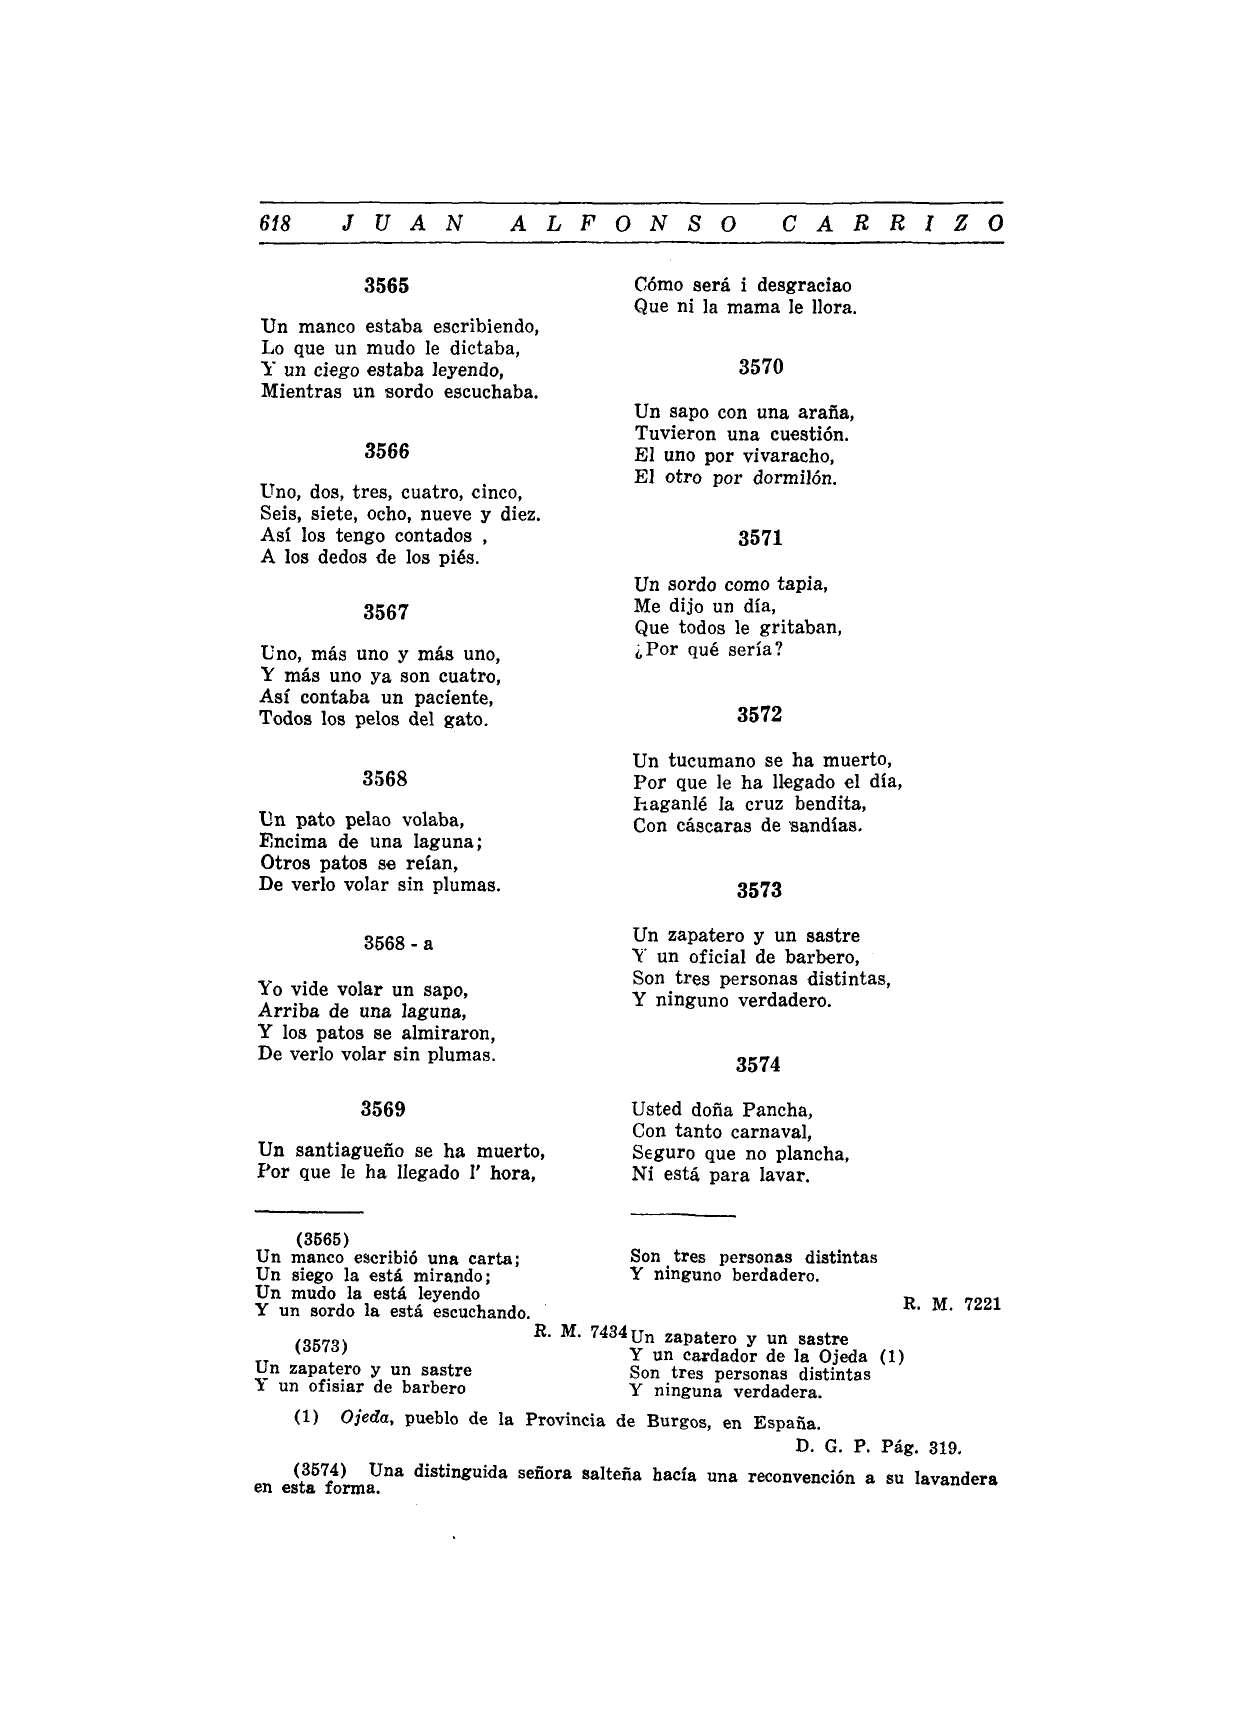 618 JUAN ALFONSO CARRIZO
3565
Un manco estaba escribiendo,
Lo que un mudo le dictaba,
Y un ciego estaba leyendo,
Mientras un sordo escuchaba.
3566
Uno, dos, tres, cuatro, cinco,
Seis, siete, ocho, nueve y diez.
Así los tengo contados ,
A los dedos de los piés.
3567
Uno, más uno y más uno,
Y más uno ya son cuatro,
Así contaba un paciente,
Todos los pelos del gato.
3568
Un pato pelao volaba,
Encima de una laguna;
Otros patos se reían,
De verlo volar sin plumas.
3568 - a
Yo vide volar un sapo,
Arriba de una laguna,
Y los patos se almiraron,
De verlo volar sin plumas.
3569
Un santiagueño se ha muerto,
Por que le ha llegado l' hora,
Cómo será i desgraciao
Que ni la mama le llora.
3570
Un sapo con una araña,
Tuvieron una cuestión.
El uno por vivaracho,
El otro por dormilón.
3571
Un sordo como tapia,
Me dijo un día,
Que todos le gritaban,
¿Por qué sería?
3572
Un tucumano se ha muerto,
Por que le ha llegado el día,
Haganlé la cruz bendita,
Con cáscaras de sandías.
3573
Un zapatero y un sastre
Y un oficial de barbero,
Son tres personas distintas,
Y ninguno verdadero.
3574
Usted doña Pancha,
Con tanto carnaval,
Seguro que no plancha,
Ni está para lavar.
(3565)
Un manco escribió una carta;
Un siego la está mirando;
Un mudo la está leyendo
Y un sordo la está escuchando.
R. M. 7434
(3573)
Un zapatero y un sastre
Y un ofisiar de barbero
Son tres personas distintas
Y ninguno berdadero.
R. M. 7221
Un zapatero y un sastre
Y un cardador de la Ojeda (1)
Son tres personas distintas
Y ninguna verdadera.
(1) Ojeda, pueblo de la Provincia de Burgos, en España.
D. G. P. Pág. 319.
(3574) Una distinguida señora salteña hacía una reconvención a su lavandera
en esta forma.